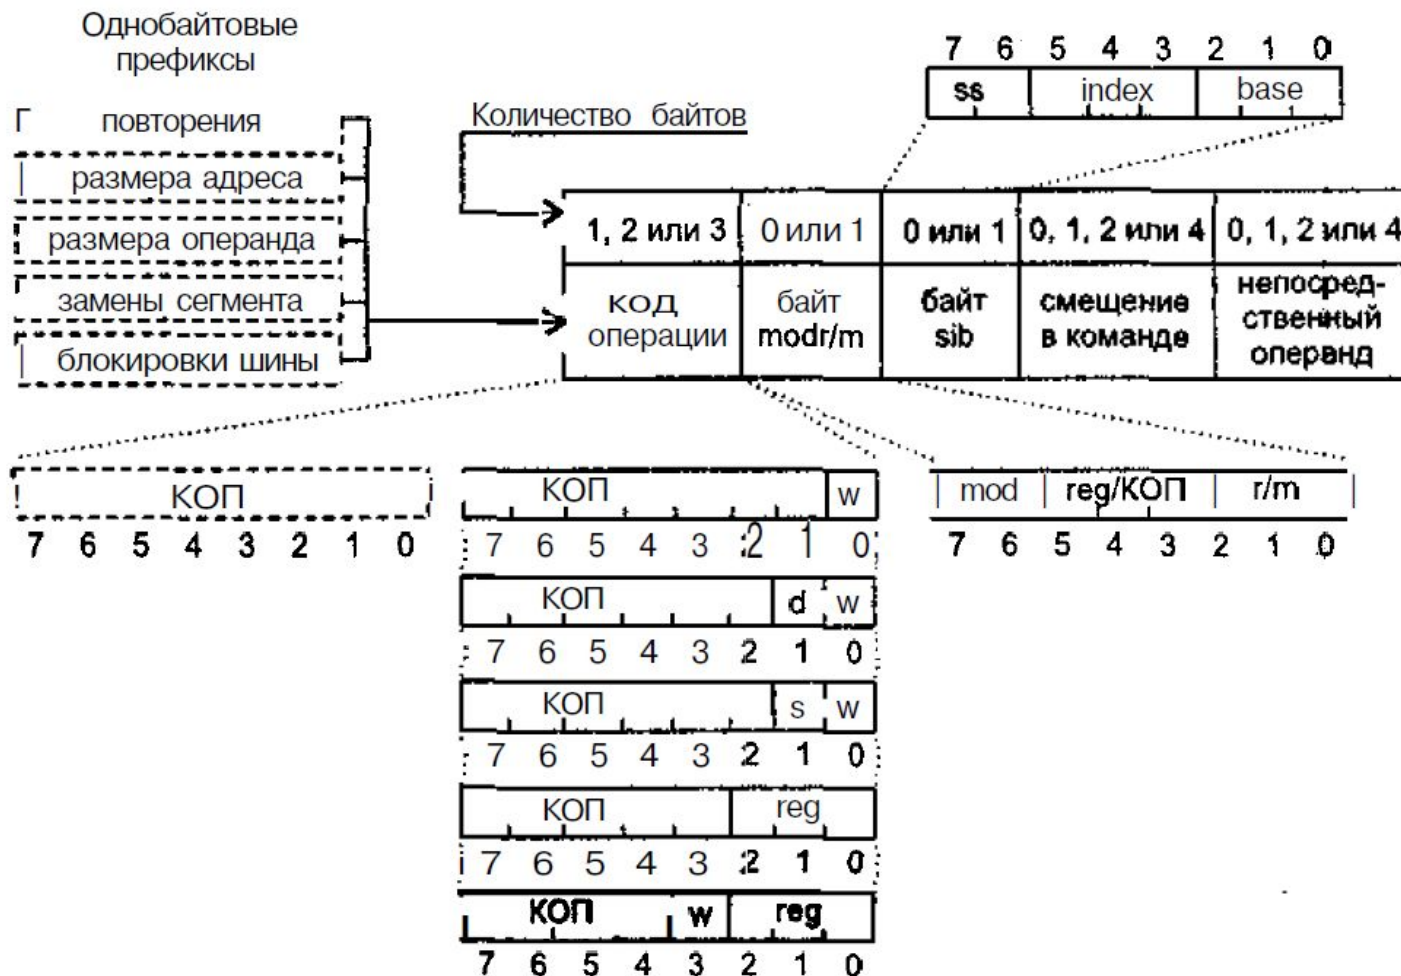 Однобайтовые
префиксы
повторения
размера адреса
размера операнда
замены сегмента
блокировки шины
Количество байтов
7 6 5 4 3 2 1 0
ss index base
1, 2 или 3 0 или 1 0 или 1 0, 1, 2 или 4 0, 1, 2 или 4
код
операции
байт
modr/m
байт
sib
смещение
в команде
непосред-
ственный
операнд
КОП
7 6 5 4 3 2 1 0
КОП w
7 6 5 4 3 2 1 0
mod reg/КОП r/m
7 6 5 4 3 2 1 0
КОП d w
7 6 5 4 3 2 1 0
КОП s w
7 6 5 4 3 2 1 0
КОП reg
7 6 5 4 3 2 1 0
КОП w reg
7 6 5 4 3 2 1 0